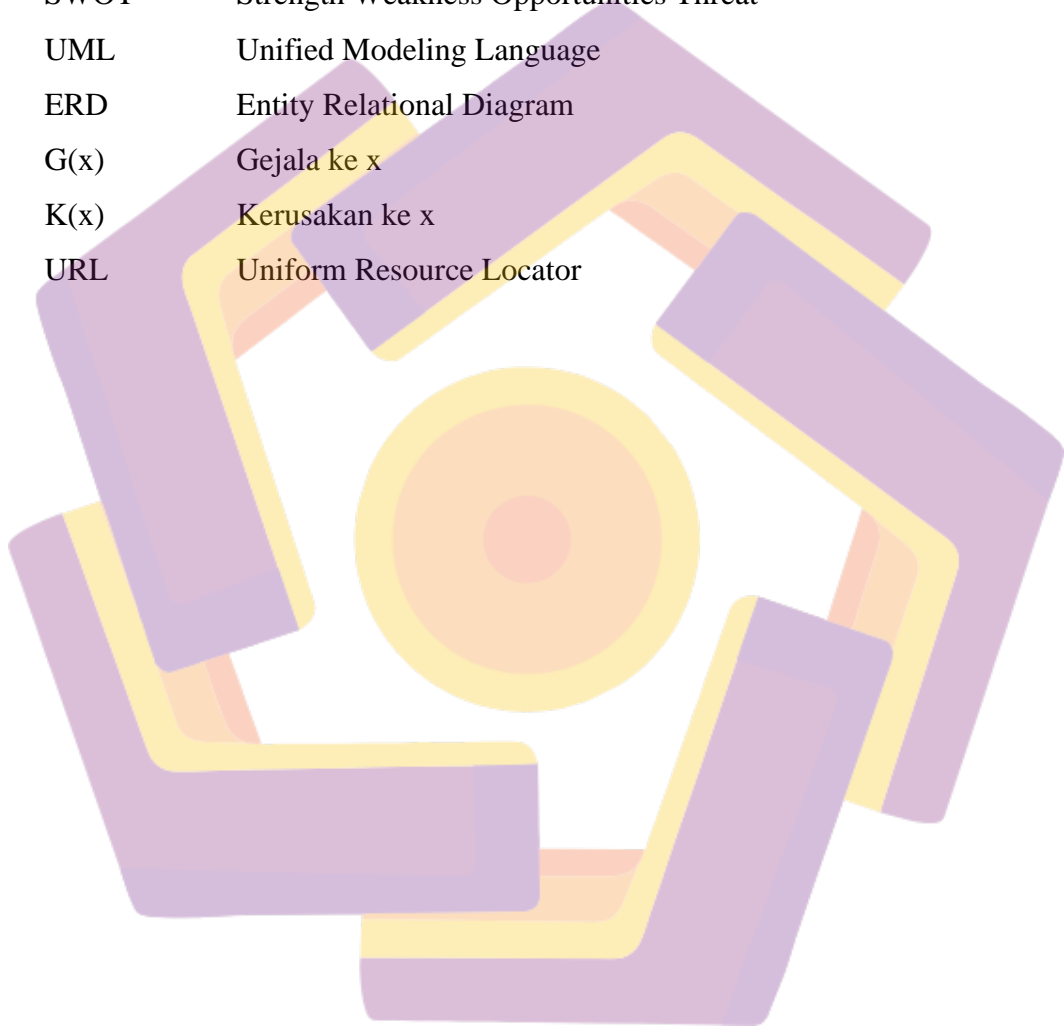 SWOT Strength Weakness Opportunities Threat
UML Unified Modeling Language
ERD Entity Relational Diagram
G(x) Gejala ke x
K(x) Kerusakan ke x
URL Uniform Resource Locator